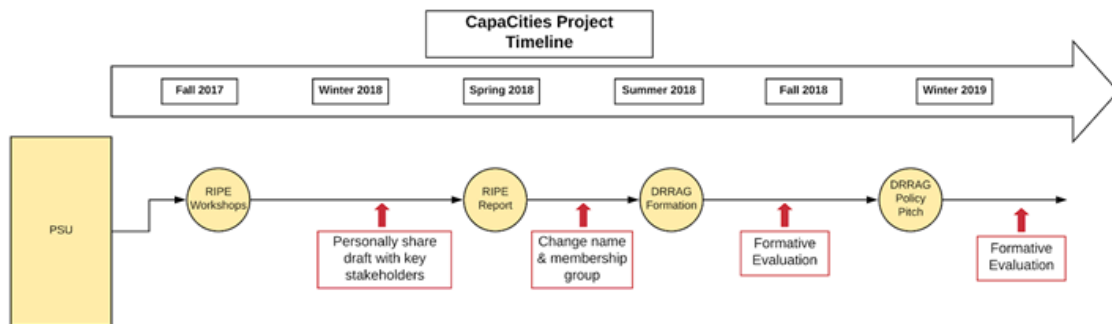 CapaCities Project
Timeline
Fall 2017
Winter 2018
Spring 2018
Summer 2018
Fall 2018
Winter 2019
PSU
RIPE
Workshops
RIPE
Report
DRRAG
Formation
DRRAG
Policy
Pitch
Personally share
draft with key
stakeholders
Change name
& membership
group
Formative
Evaluation
Formative
Evaluation